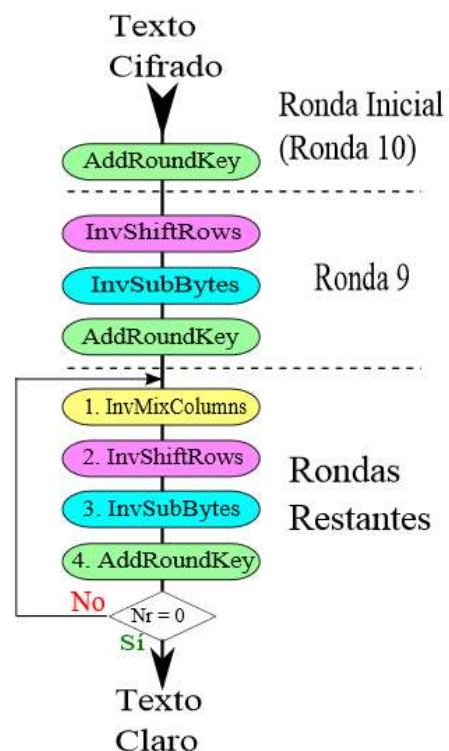 Texto
Cifrado
Ronda Inicial
(Ronda 10)
AddRoundKey
InvShiftRows
InvSubBytes
Ronda 9
AddRoundKey
1. InvMixColumns
2. InvShiftRows
Rondas
3. InvSubBytes
Restantes
4. AddRoundKey
No
Nr = 0
Sí
Texto
Claro